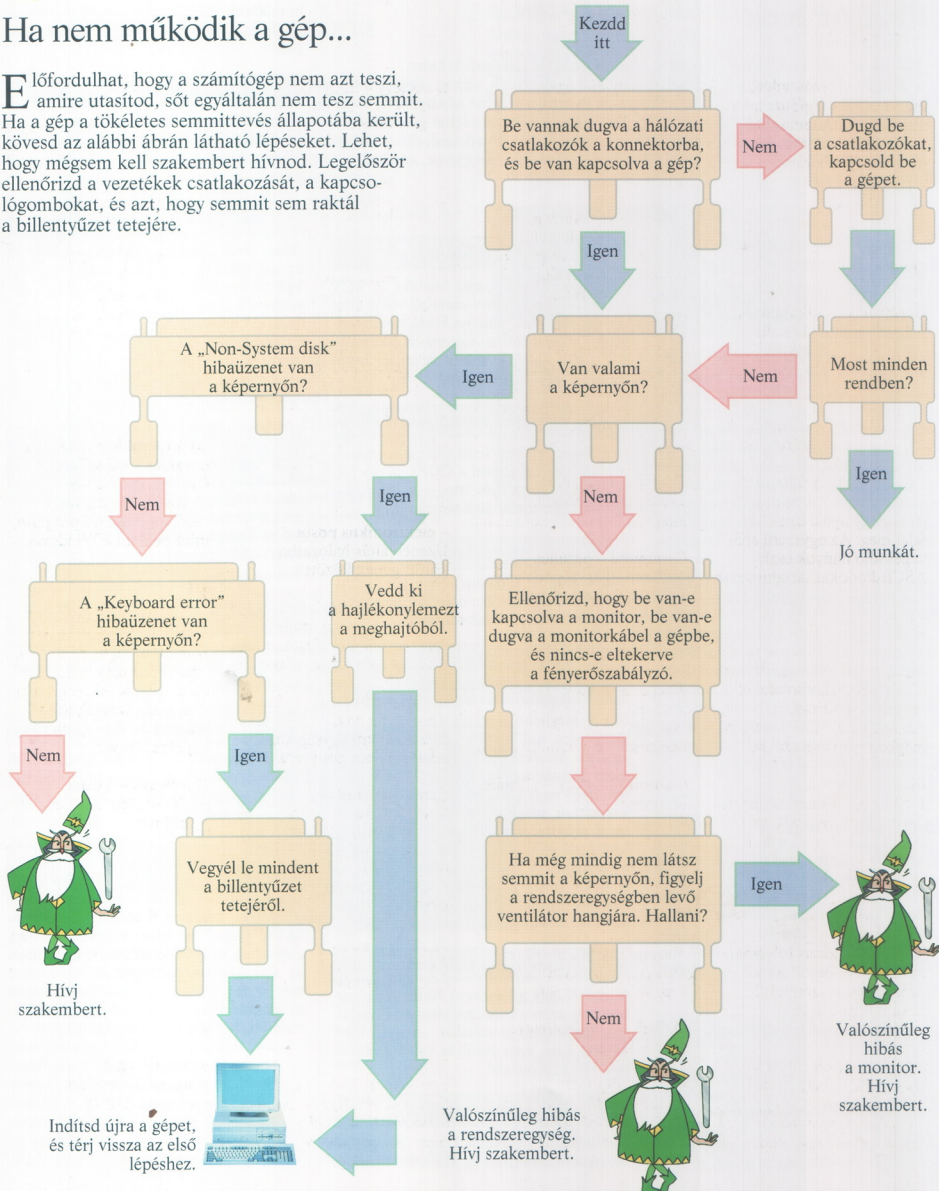 Ha nem működik a gép...
Előfordulhat, hogy a számítógép nem azt teszi,
amire utasítod, sőt egyáltalán nem tesz semmit.
Ha a gép a tökéletes semmittevés állapotába került,
kövesd az alábbi ábrán látható lépéseket. Lehet,
hogy mégsem kell szakembert hívnod. Legelőször
ellenőrizd a vezetékek csatlakozását, a kapcso-
lógombokat, és azt, hogy semmit sem raktál
a billentyűzet tetejére.
Kezdd
itt
Be vannak dugva a hálózati
csatlakozók a konnektorba,
és be van kapcsolva a gép?
Nem
Dugd be
a csatlakozókat,
kapcsold be
a gépet.
Igen
A „Non-System disk”
hibaüzenet van
a képernyőn?
Igen
Van valami
a képernyőn?
Nem
Most minden
rendben?
Nem
Igen
Nem
Igen
Jó munkát.
A „Keyboard error”
hibaüzenet van
a képernyőn?
Vedd ki
a hajlékonylemezt
a meghajtóból.
Ellenőrizd, hogy be van-e
kapcsolva a monitor, be van-e
dugva a monitorkábel a gépbe,
és nincs-e eltekerve
a fényerőszabályzó.
Nem
Igen
Vegyél le mindent
a billentyűzet
tetejéről.
Ha még mindig nem látsz
semmit a képernyőn, figyelj
a rendszeregységben levő
ventilátor hangjára. Hallani?
Igen
Hívj
szakembert.
Nem
Valószínűleg
hibás
a monitor.
Hívj
szakembert.
Indítsd újra a gépet,
és térj vissza az első
lépéshez.
Valószínűleg hibás
a rendszeregység.
Hívj szakembert.